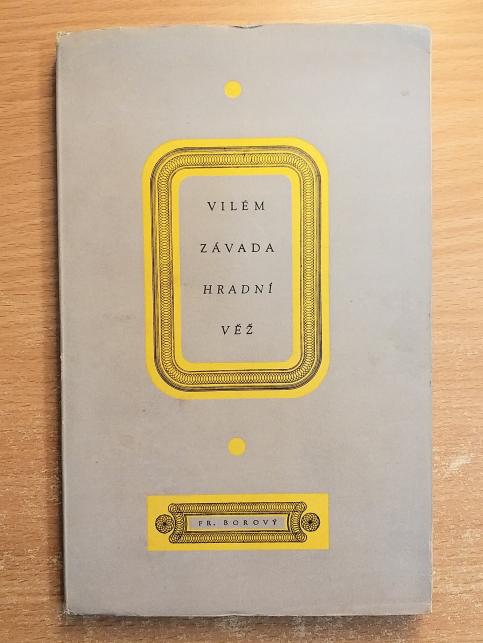 VILÉM
ZÁVADA
HRADNÍ
VĚŽ
FR. BOROVÝ